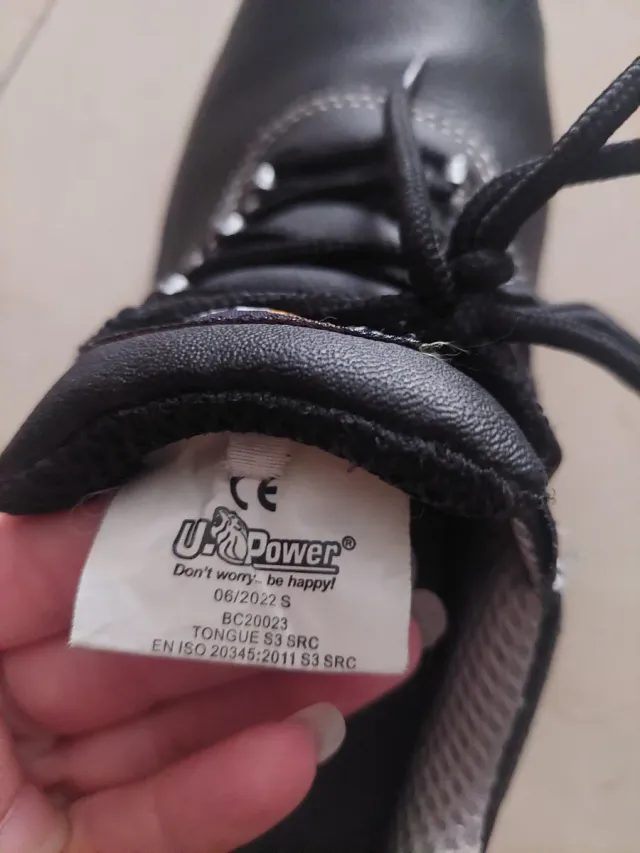 CE
U-Power®
Don't worry... be happy!
06/2022 S
BC20023
TONGUE S3 SRC
EN ISO 20345:2011 S3 SRC